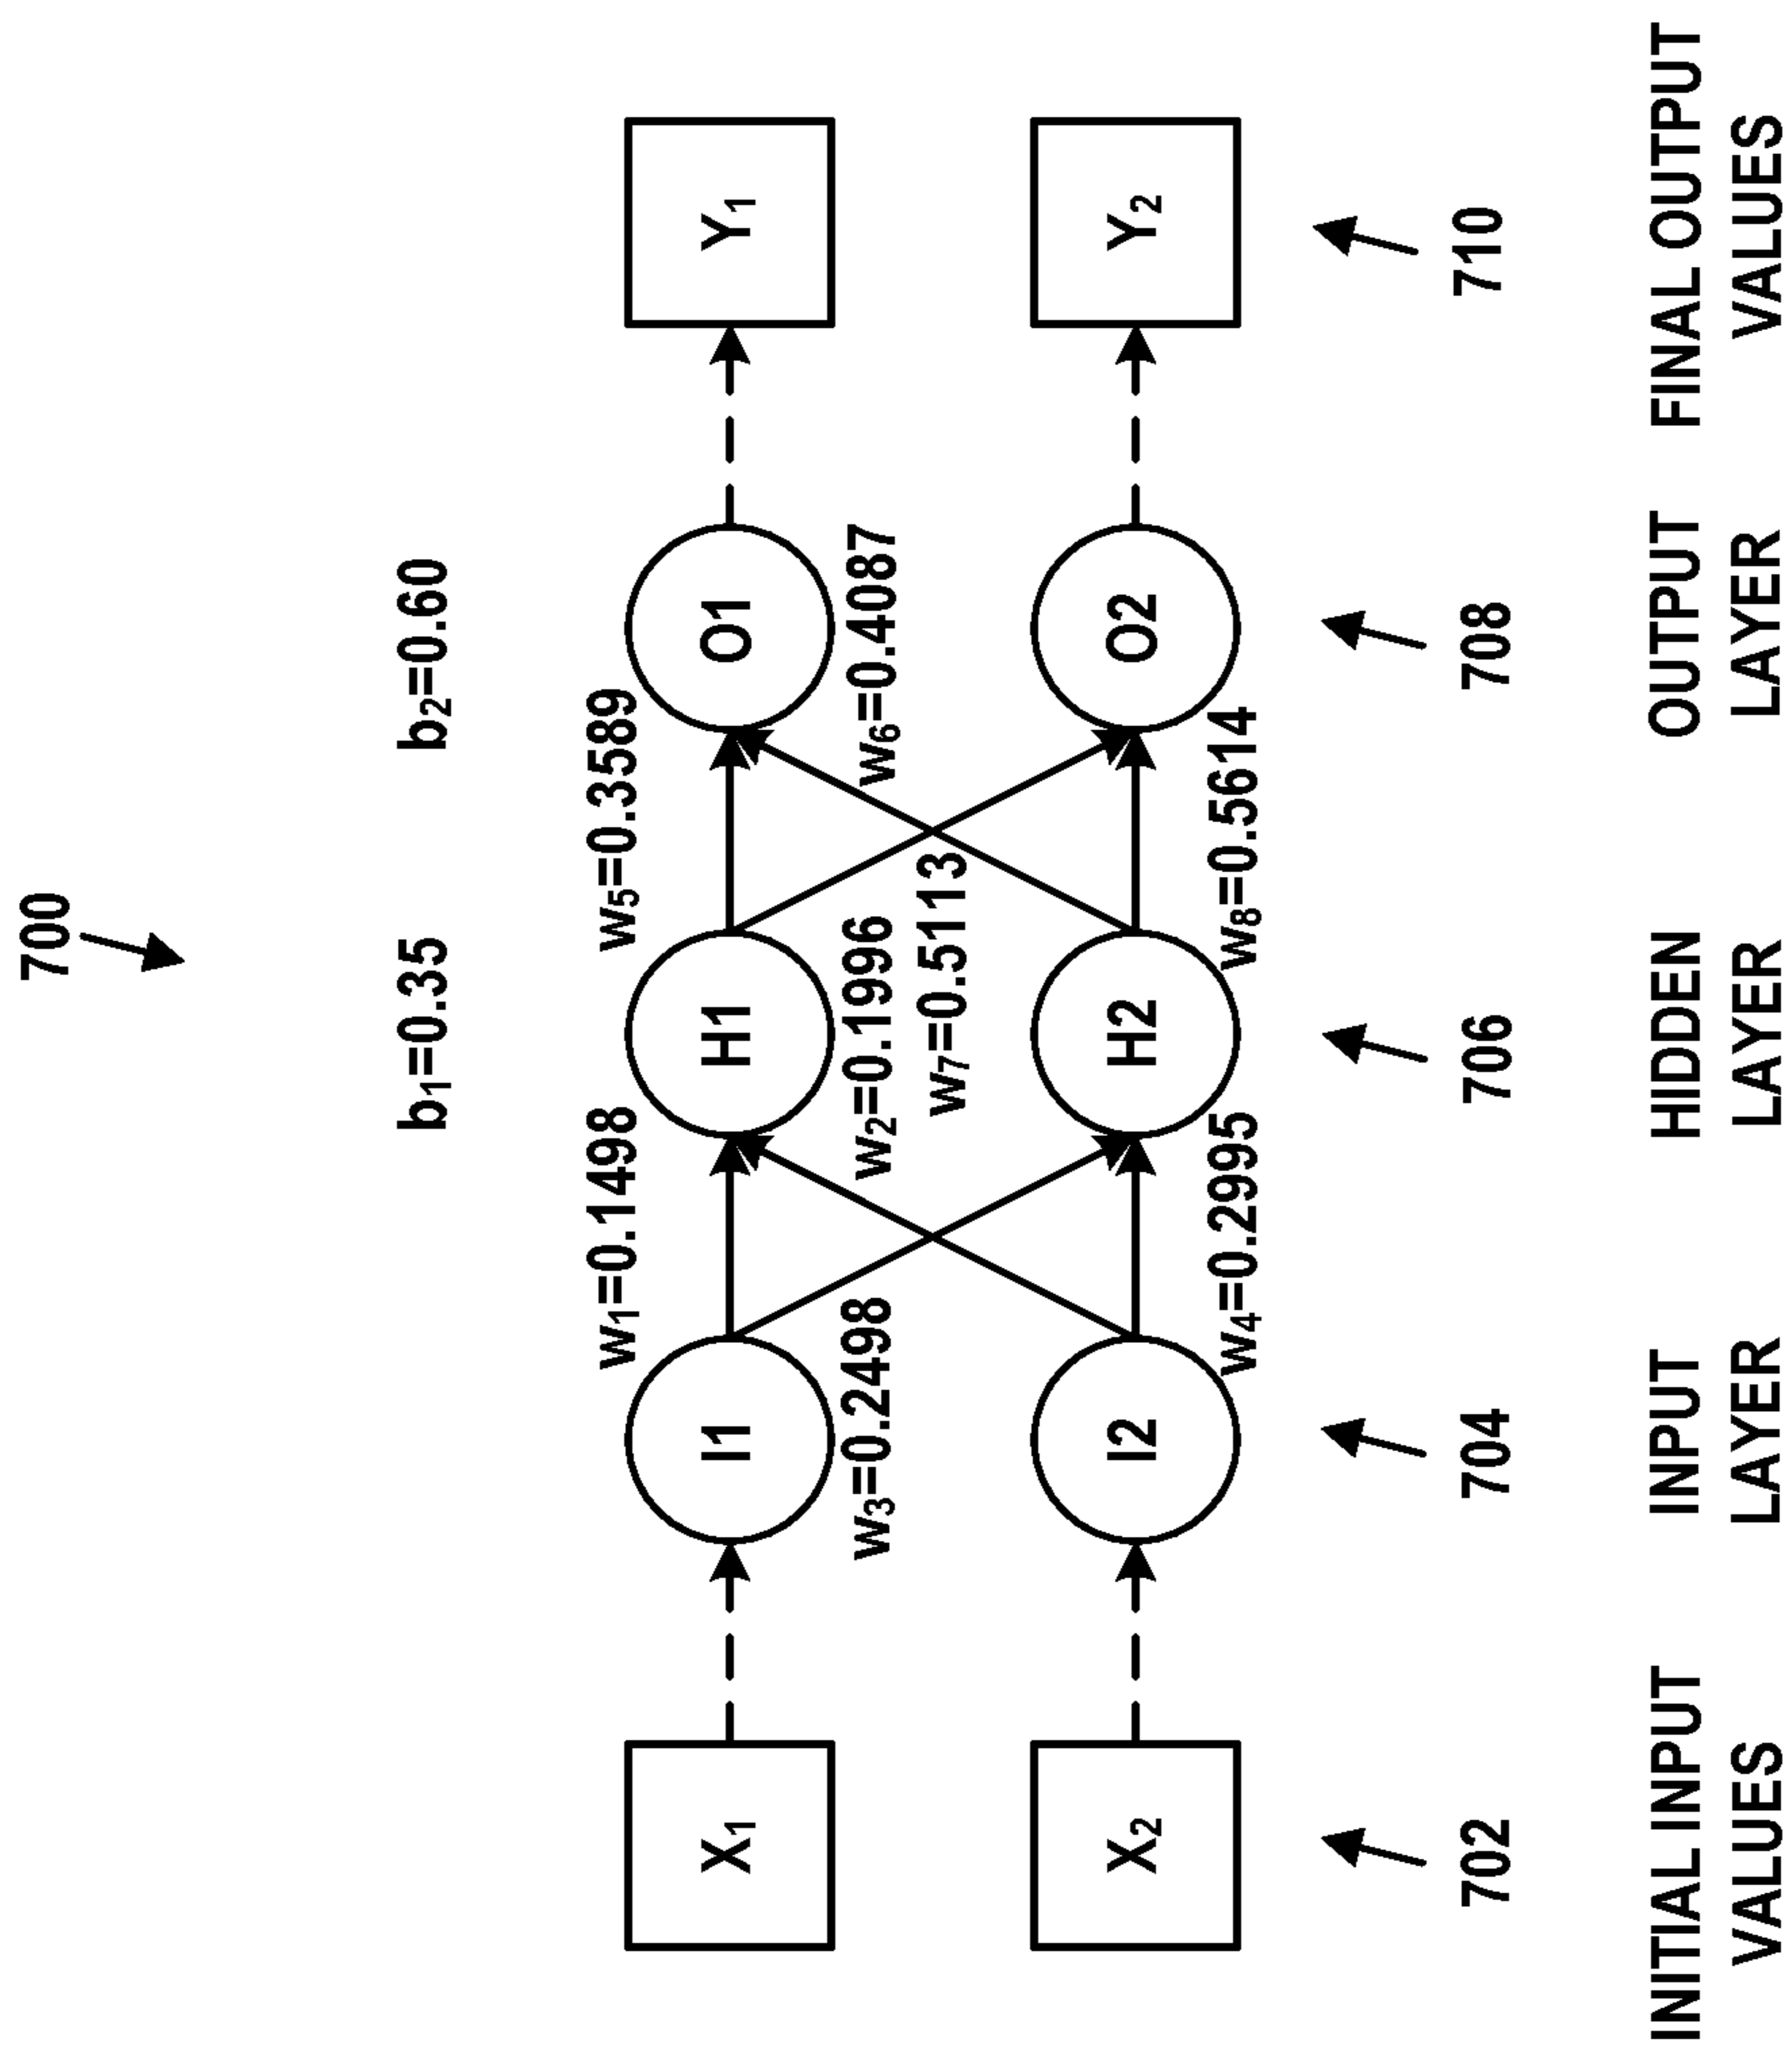 700
b₁=0.35
b₂=0.60
w₁=0.1498
w₅=0.3589
X₁
I1
H1
O1
Y₁
w₃=0.2498
w₂=0.1996
w₆=0.4087
w₇=0.5113
X₂
I2
H2
O2
Y₂
w₄=0.2995
w₈=0.5614
702
704
706
708
710
INITIAL INPUT
VALUES
INPUT
LAYER
HIDDEN
LAYER
OUTPUT
LAYER
FINAL OUTPUT
VALUES